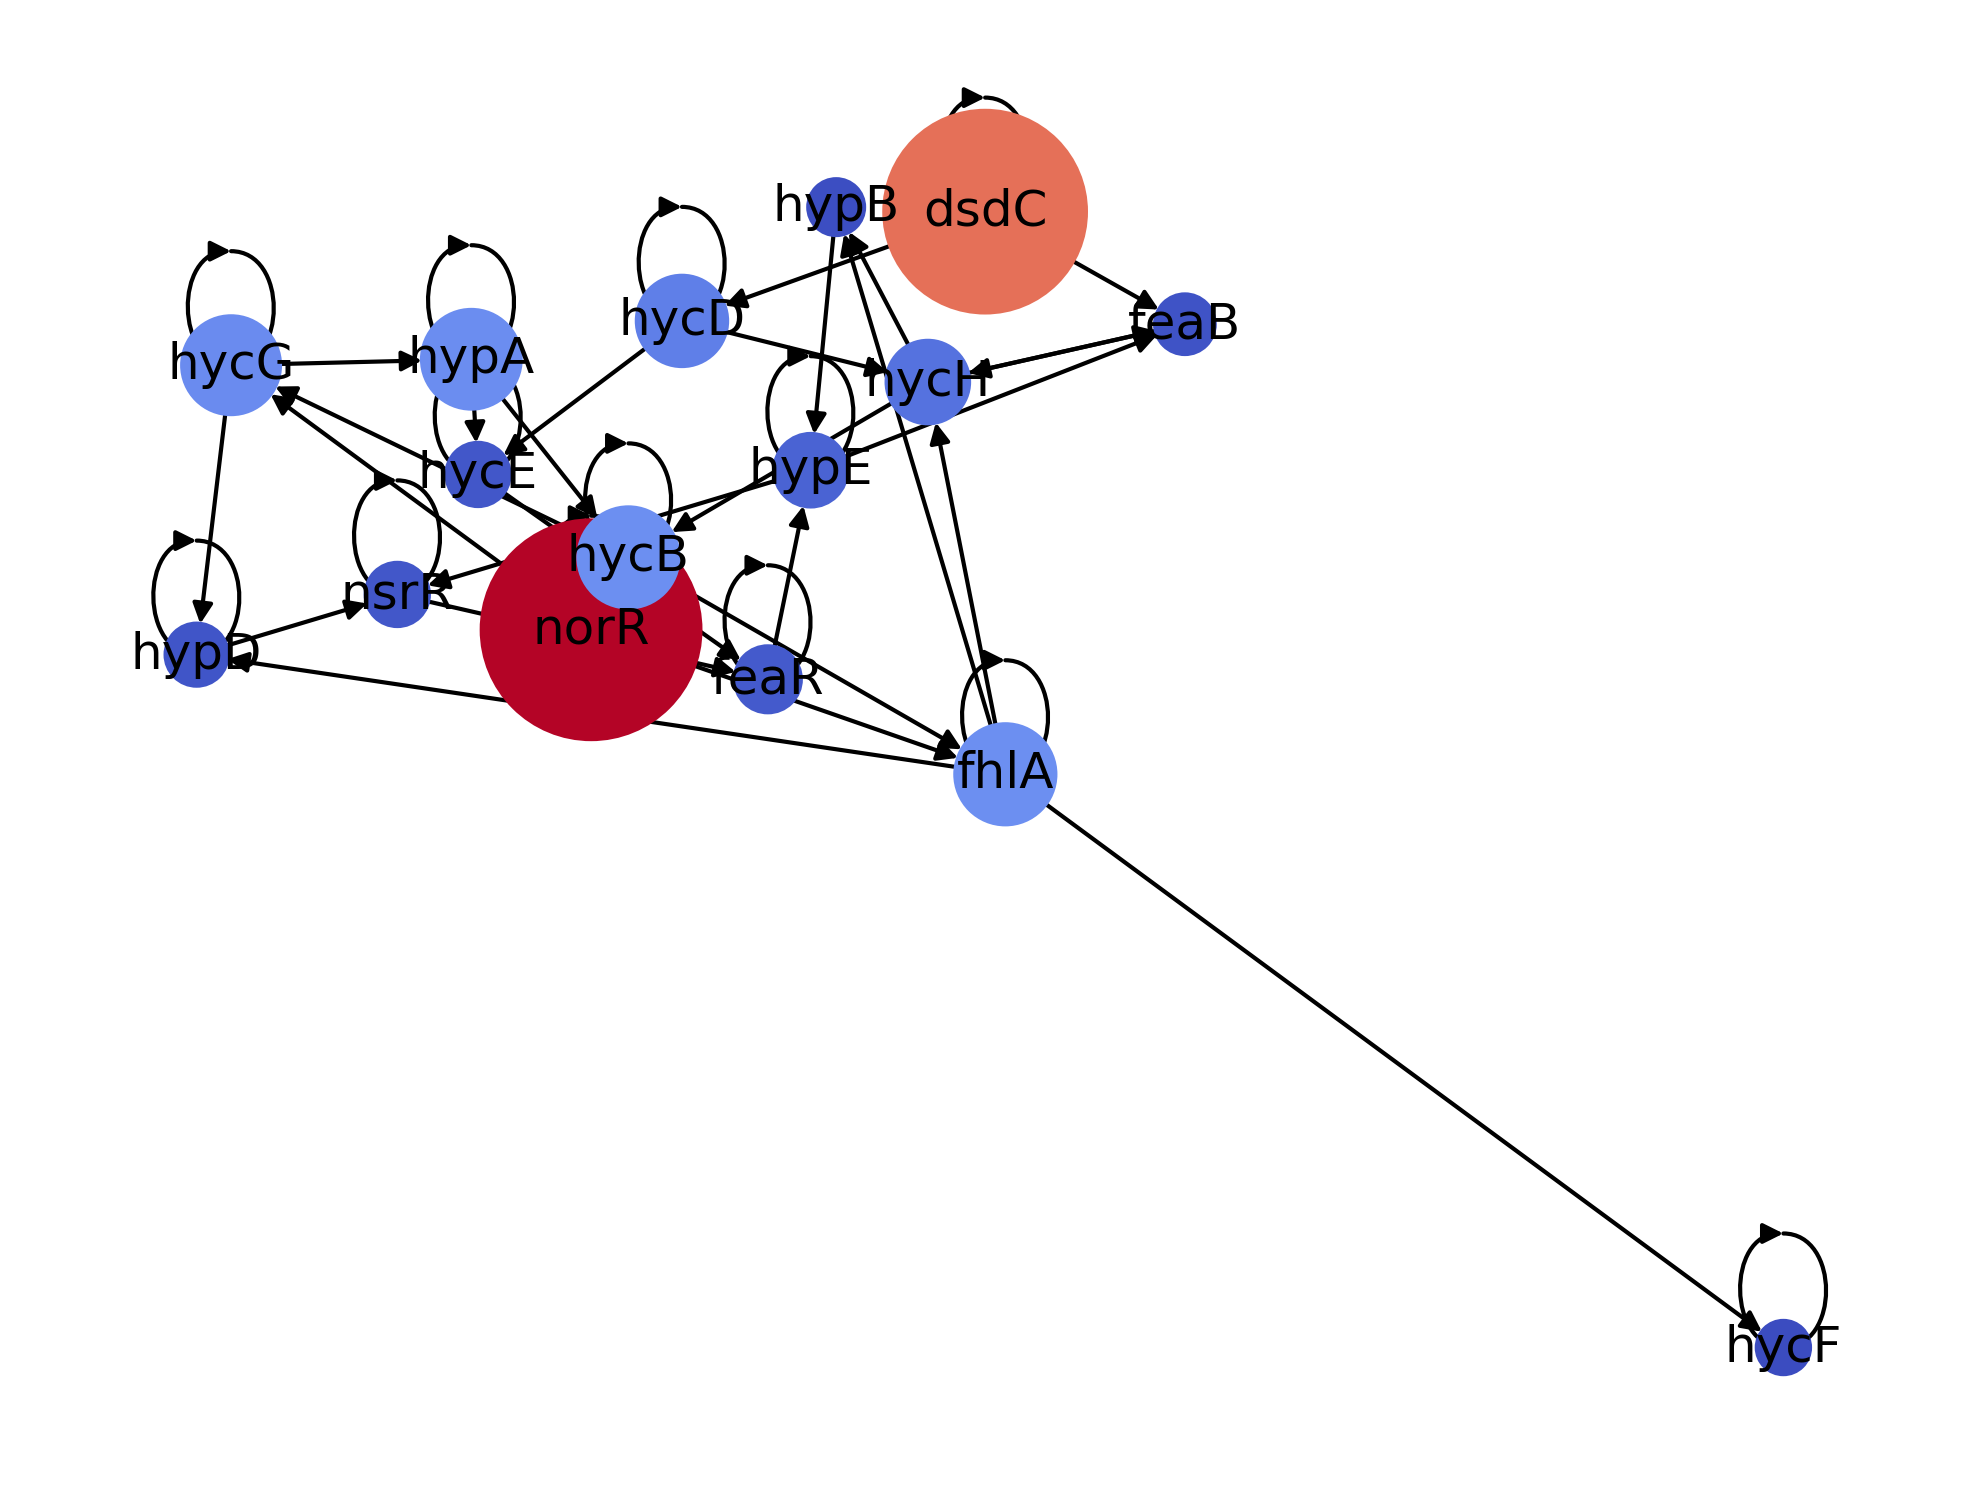 hypB
dsdC
hycD
feaB
hycG
hypA
hycH
hycE
hypE
hycB
nsrR
norR
hypD
feaR
fhlA
hycF